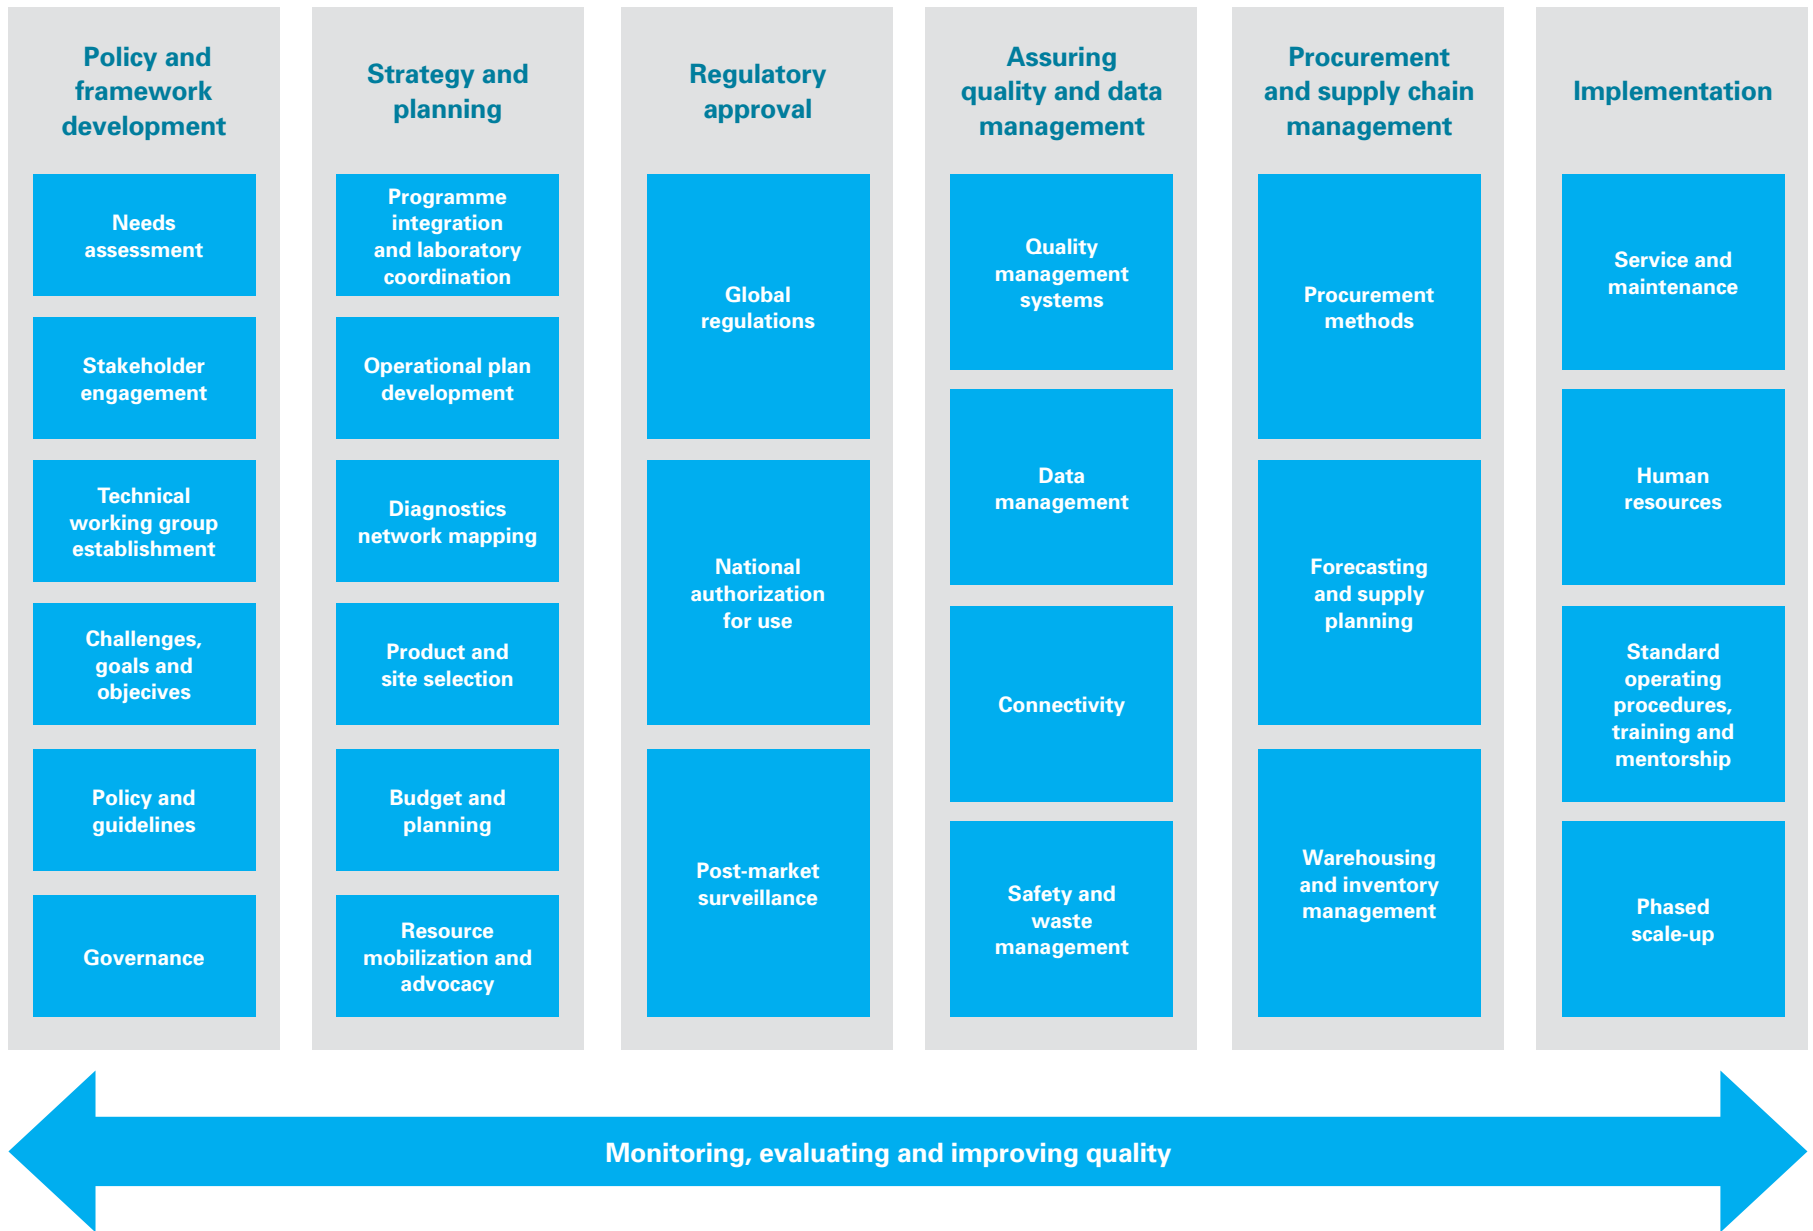 Policy and
framework
development
Needs
assessment
Stakeholder
engagement
Technical
working group
establishment
Challenges,
goals and
objecives
Policy and
guidelines
Governance
Strategy and
planning
Programme
integration
and laboratory
coordination
Operational plan
development
Diagnostics
network mapping
Product and
site selection
Budget and
planning
Resource
mobilization and
advocacy
Regulatory
approval
Global
regulations
National
authorization
for use
Post-market
surveillance
Assuring
quality and data
management
Quality
management
systems
Data
management
Connectivity
Safety and
waste
management
Procurement
and supply chain
management
Procurement
methods
Forecasting
and supply
planning
Warehousing
and inventory
management
Implementation
Service and
maintenance
Human
resources
Standard
operating
procedures,
training and
mentorship
Phased
scale-up
Monitoring, evaluating and improving quality